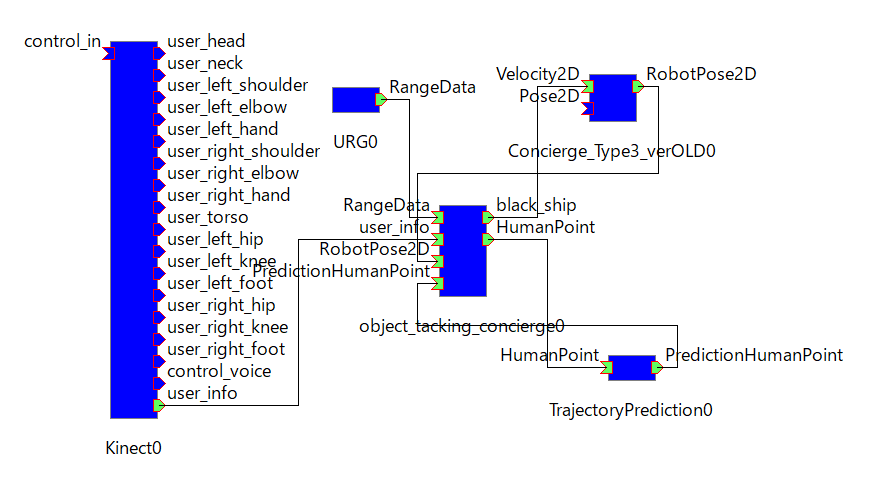 control_in
user_head
user_neck
user_left_shoulder
user_left_elbow
user_left_hand
user_right_shoulder
user_right_elbow
user_right_hand
user_torso
user_left_hip
user_left_knee
user_left_foot
user_right_hip
user_right_knee
user_right_foot
control_voice
user_info
Kinect0
RangeData
URG0
Velocity2D
Pose2D
RobotPose2D
Concierge_Type3_verOLD0
RangeData
user_info
RobotPose2D
PredictionHumanPoint
black_ship
HumanPoint
object_tacking_concierge0
HumanPoint
PredictionHumanPoint
TrajectoryPrediction0